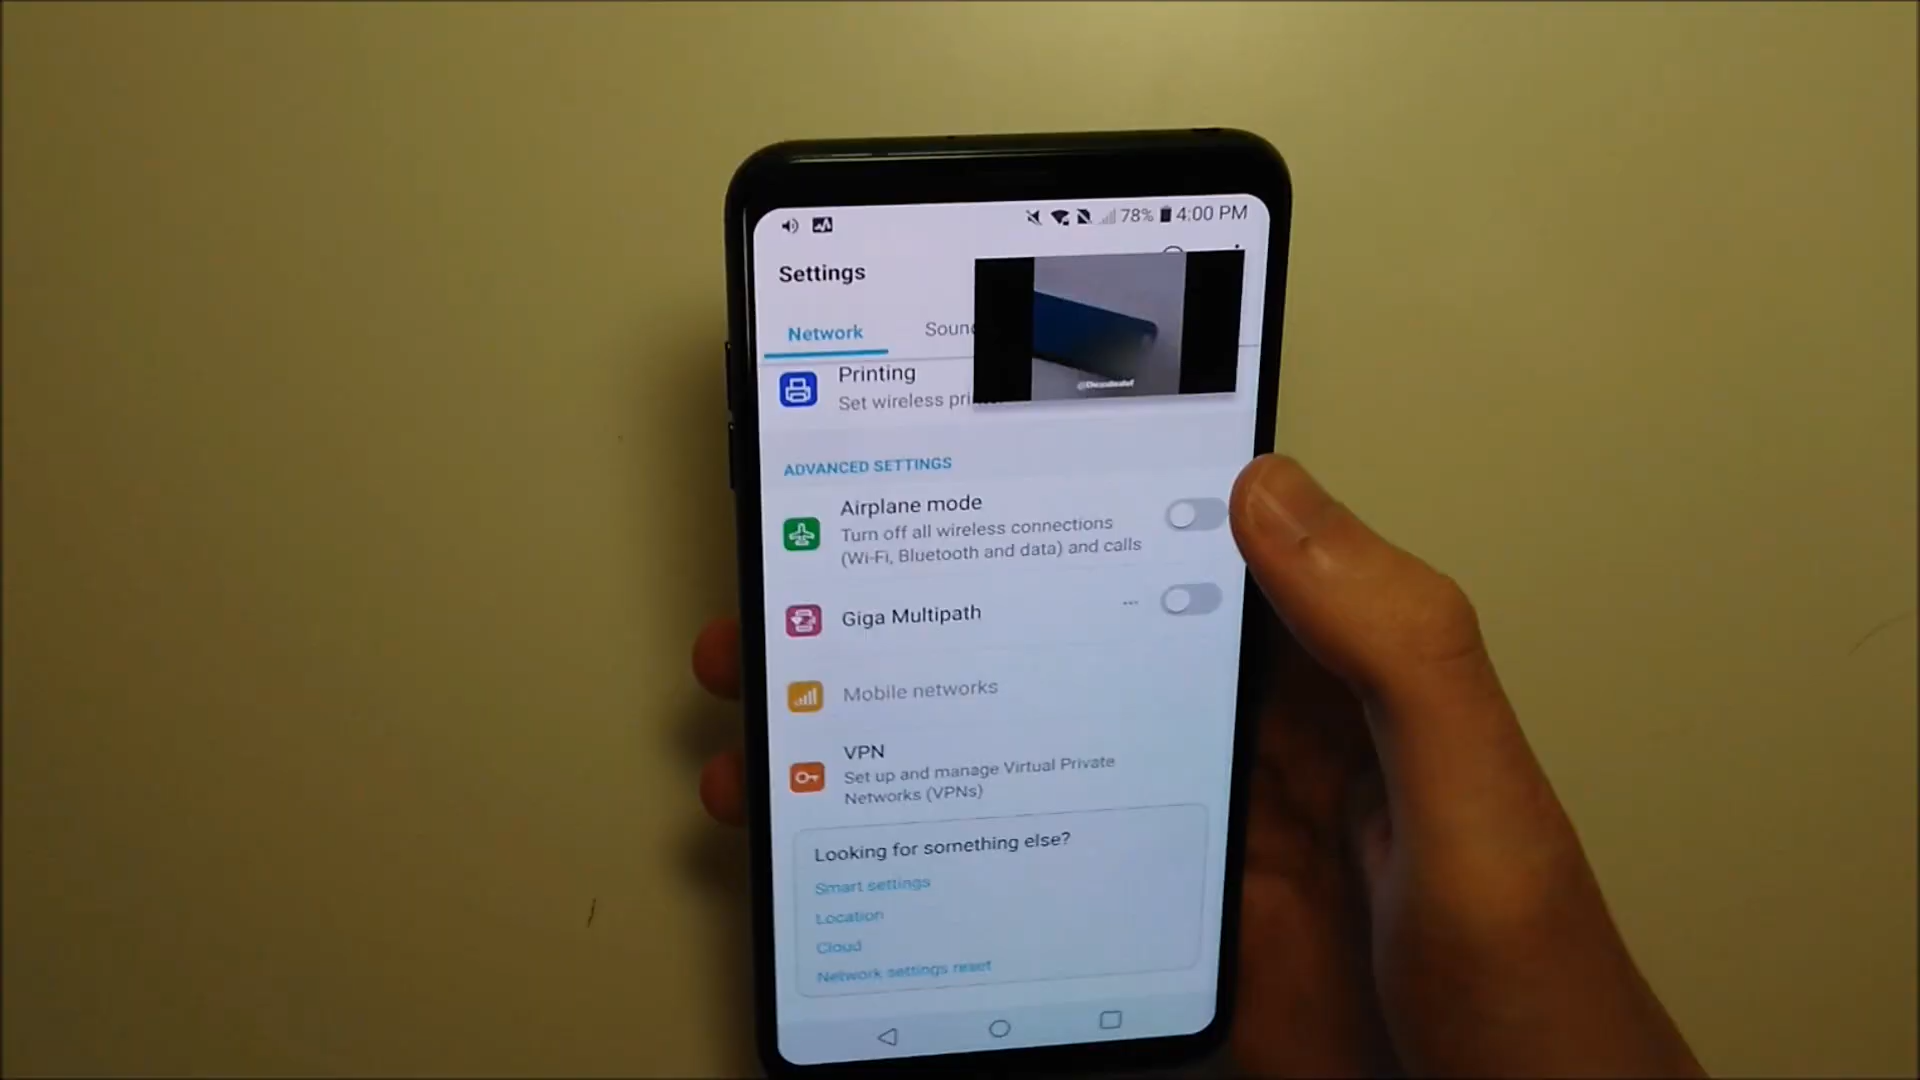 78% 4:00 PM
Settings
Network Soun
Printing
Set wireless pri
ADVANCED SETTINGS
Airplane mode
Turn off all wireless connections
(Wi-Fi, Bluetooth and data) and calls
Giga Multipath
Mobile networks
VPN
Set up and manage Virtual Private
Networks (VPNs)
Looking for something else?
Smart settings
Location
Cloud
Network settings reset